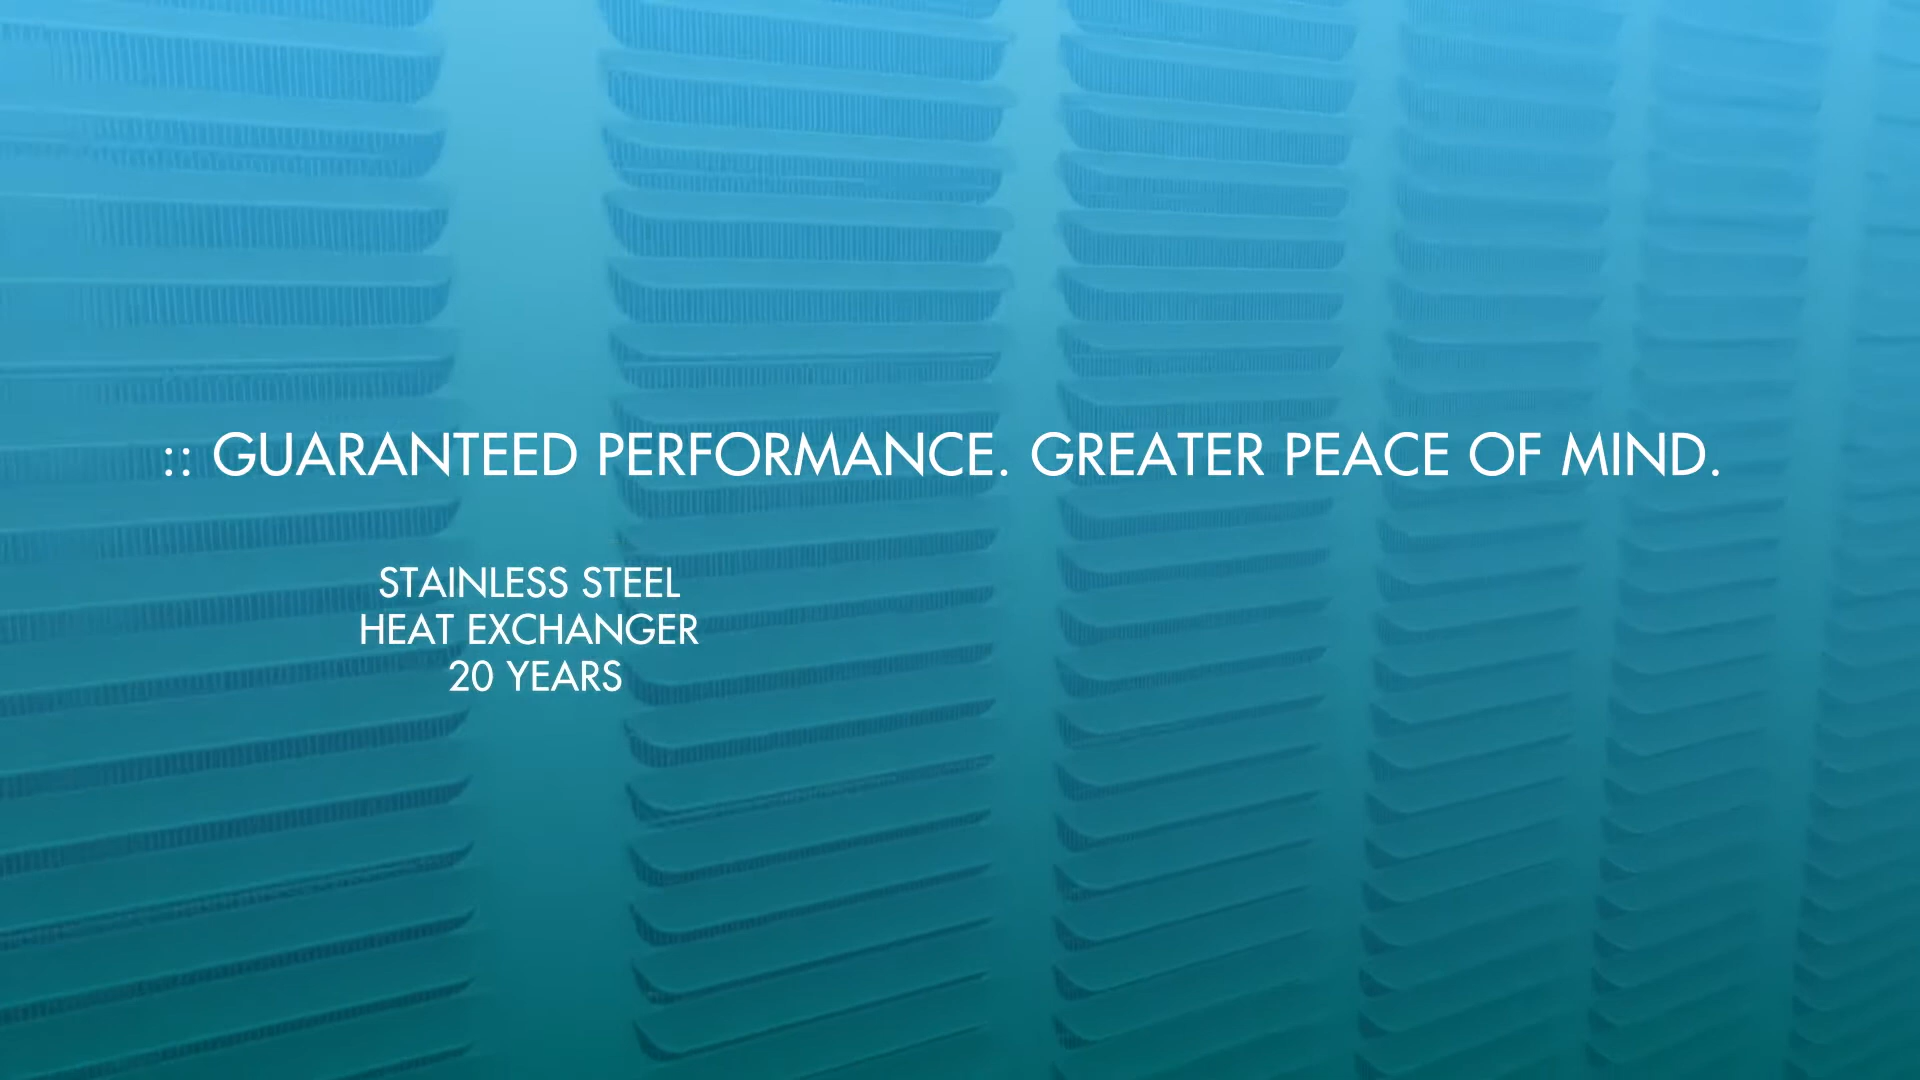 :: GUARANTEED PERFORMANCE. GREATER PEACE OF MIND.
STAINLESS STEEL
HEAT EXCHANGER
20 YEARS